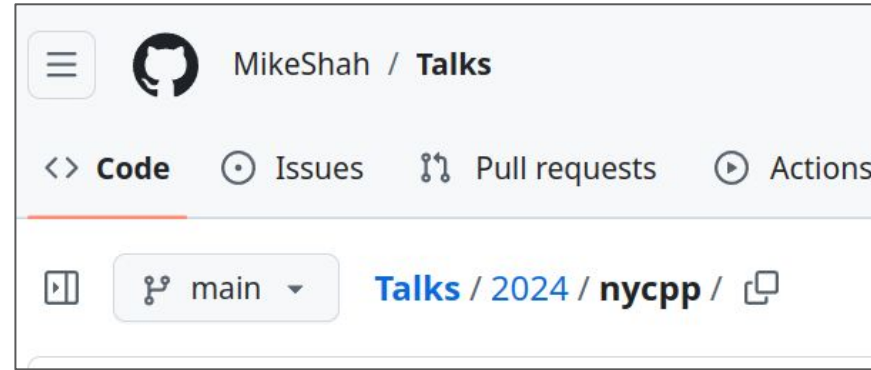 MikeShah / Talks
Code Issues Pull requests Actions
main Talks / 2024 / nycpp /